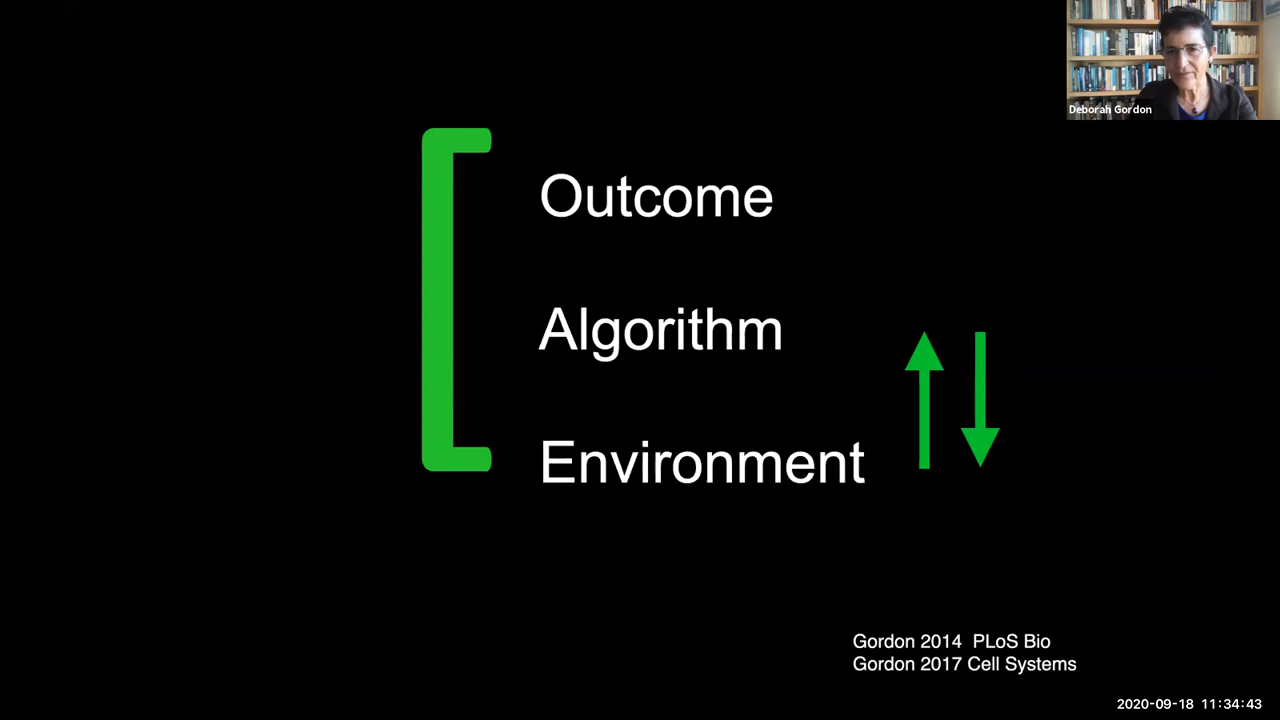 Deborah Gordon
Outcome
Algorithm
Environment
Gordon 2014 PLoS Bio
Gordon 2017 Cell Systems
2020-09-18 11:34:43